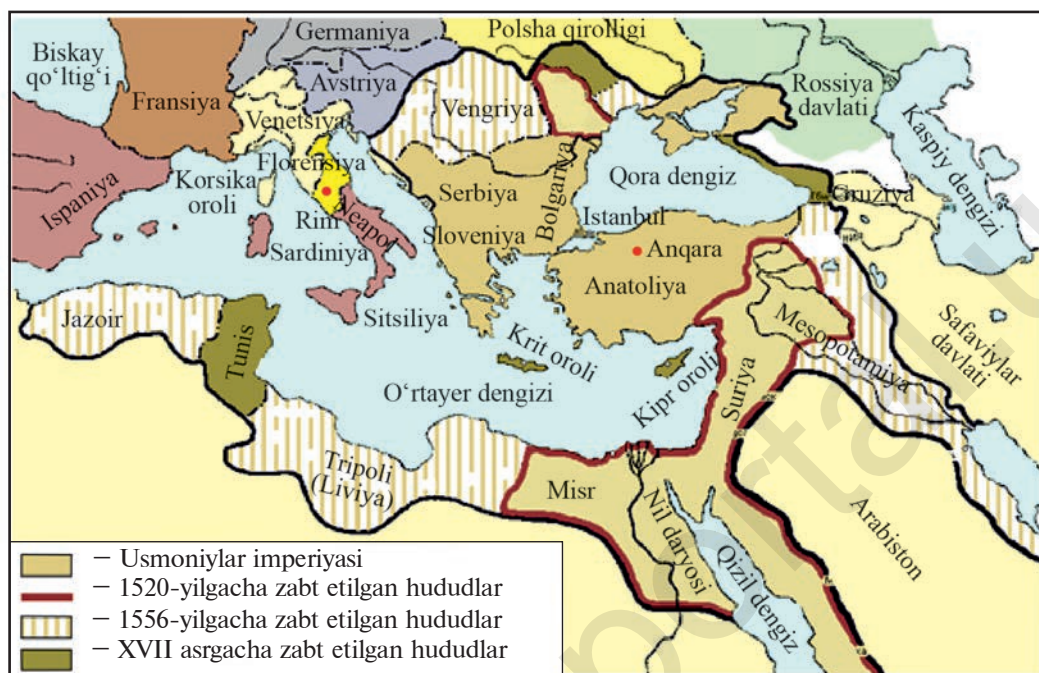 Germaniya
Polsha qirolligi
Biskay
qo‘ltig‘i
Avstriya
Rossiya
davlati
Fransiya
Vengriya
Venetsiya
Kaspiy dengizi
Florensiya
Ispaniya
Korsika
oroli
Serbiya
Bolgariya
Qora dengiz
Gruziya
Rim
Neapol
Istanbul
Sardiniya
Sloveniya
Anqara
Anatoliya
Jazoir
Sitsiliya
Mesopotamiya
Safaviylar
davlati
Tunis
Krit oroli
O‘rtayer dengizi
Kipr oroli
Suriya
Tripoli
(Liviya)
Misr
Nil daryosi
Qizil dengiz
Arabiston
– Usmoniylar imperiyasi
– 1520-yilgacha zabt etilgan hududlar
– 1556-yilgacha zabt etilgan hududlar
– XVII asrgacha zabt etilgan hududlar